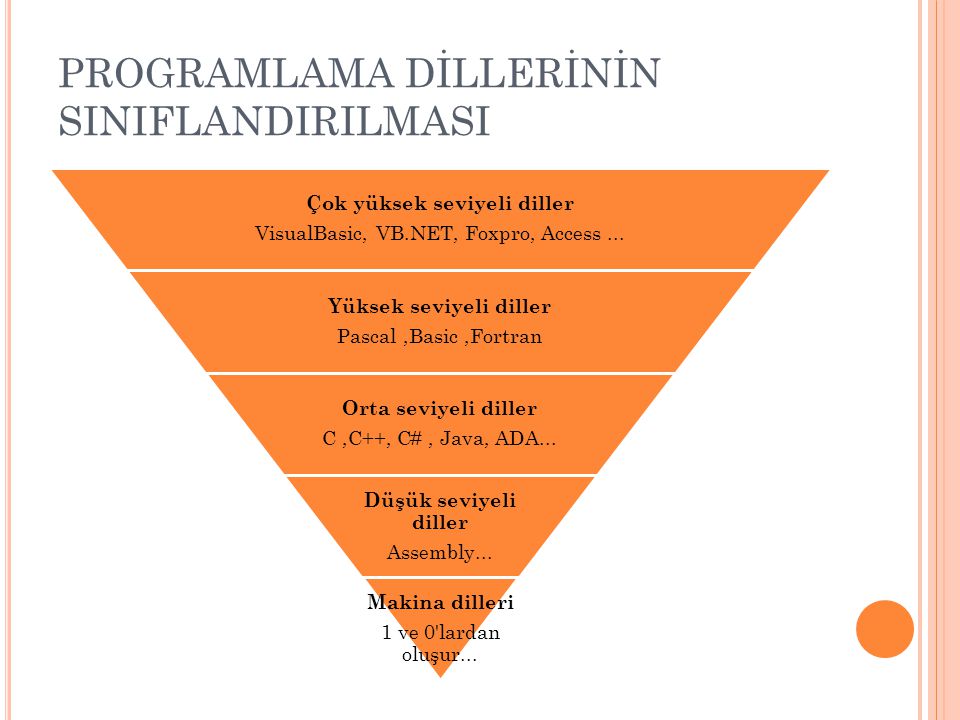 PROGRAMLAMA DİLLERİNİN
SINIFLANDIRILMASI
Çok yüksek seviyeli diller
VisualBasic, VB.NET, Foxpro, Access ...
Yüksek seviyeli diller
Pascal ,Basic ,Fortran
Orta seviyeli diller
C ,C++, C# , Java, ADA...
Düşük seviyeli
diller
Assembly...
Makina dilleri
1 ve 0'lardan
oluşur...